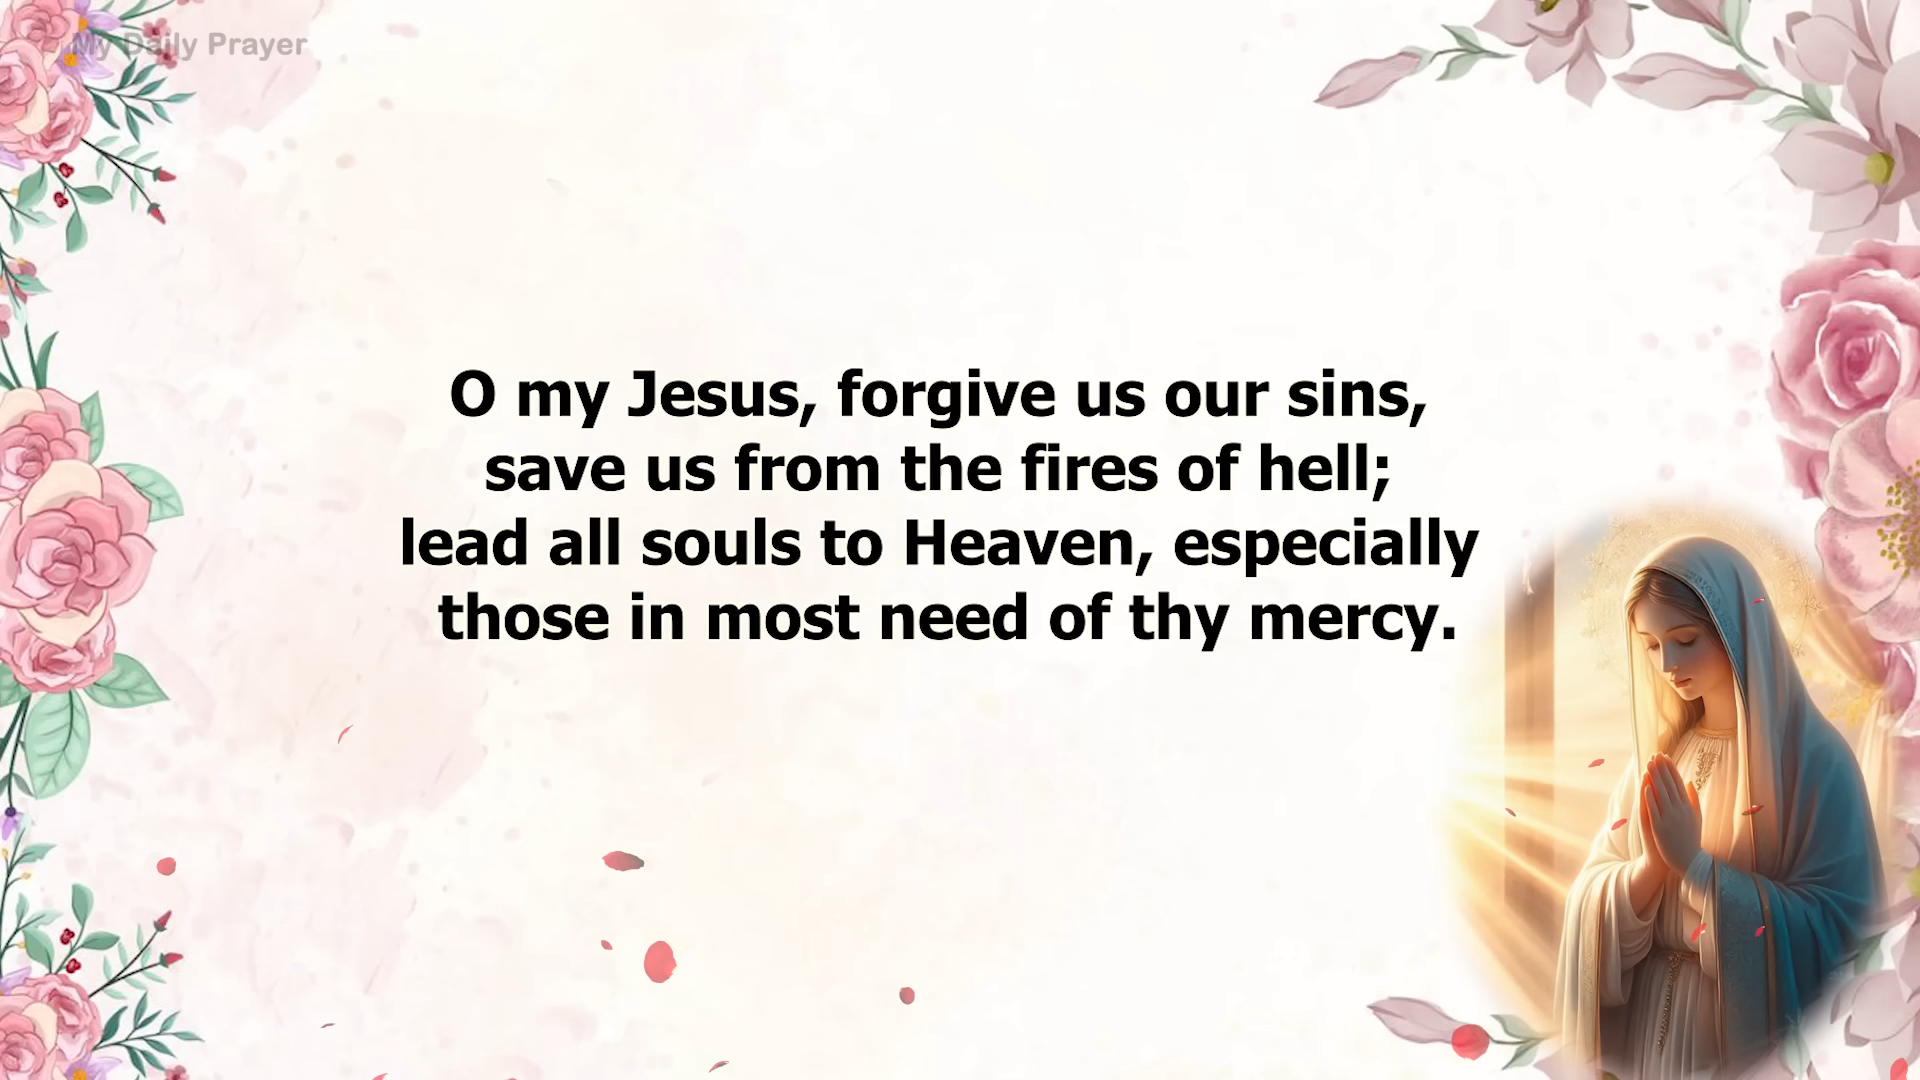 My Daily Prayer
O my Jesus, forgive us our sins,
save us from the fires of hell;
lead all souls to Heaven, especially
those in most need of thy mercy.